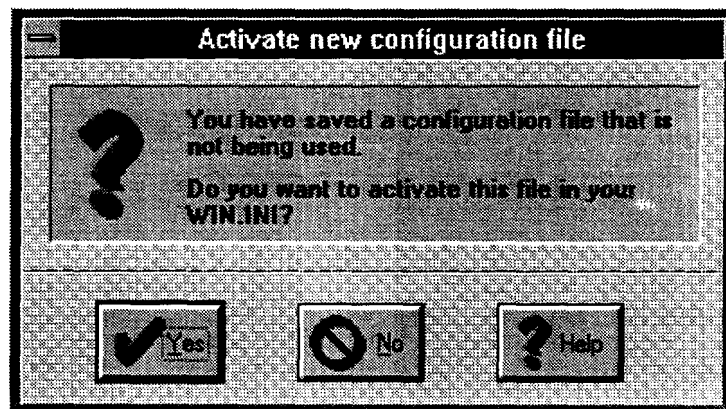 Activate new configuration file
You have saved a configuration file that is
not being used.
Do you want to activate this file in your
WIN.INI?
Yes
No
Help